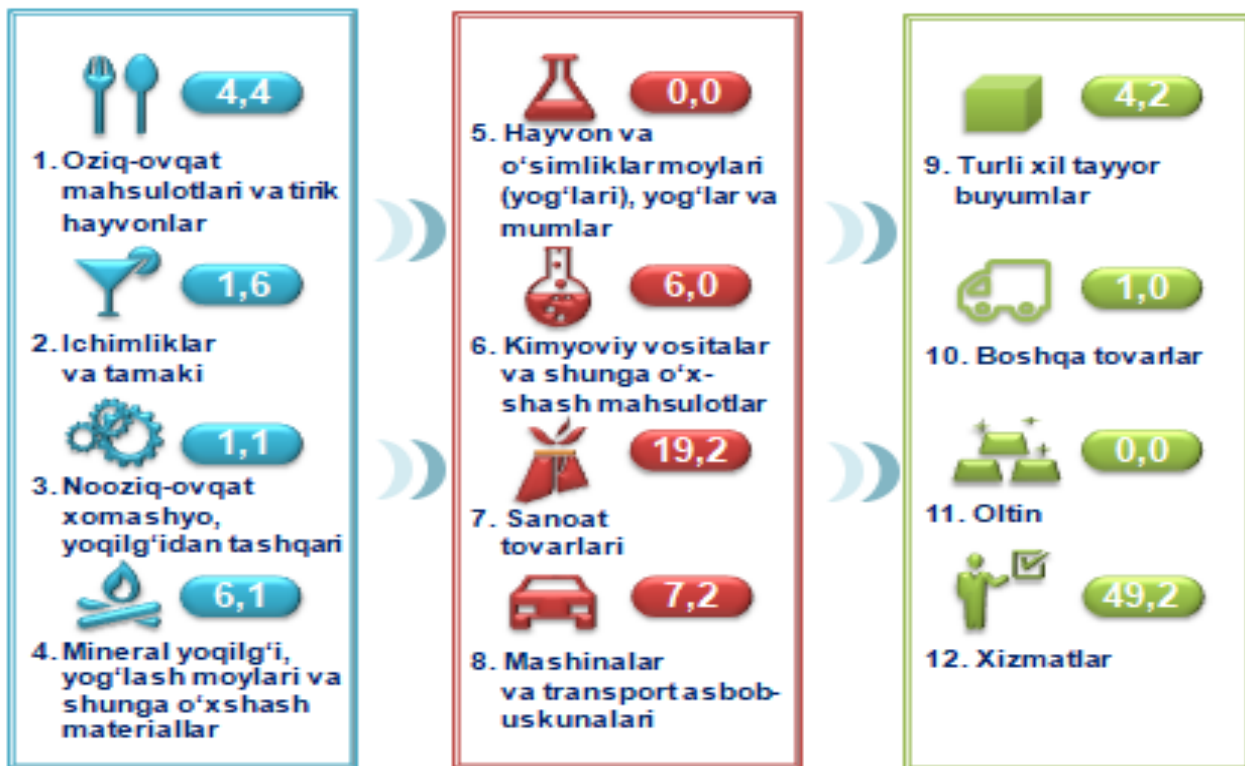 4,4
1. Oziq-ovqat
mahsulotlari va tirik
hayvonlar
1,6
2. Ichimliklar
va tamaki
1,1
3. Nooziq-ovqat
xomashyo,
yoqilg‘idan tashqari
6,1
4. Mineral yoqilg‘i,
yog‘lash moylari va
shunga o‘xshash
materiallar
0,0
5. Hayvon va
o‘simliklar moylari
(yog‘lari), yog‘lar va
mumlar
6,0
6. Kimyoviy vositalar
va shunga o‘x-
shash mahsulotlar
19,2
7. Sanoat
tovarlari
7,2
8. Mashinalar
va transport asbob-
uskunalari
4,2
9. Turli xil tayyor
buyumlar
1,0
10. Boshqa tovarlar
0,0
11. Oltin
49,2
12. Xizmatlar